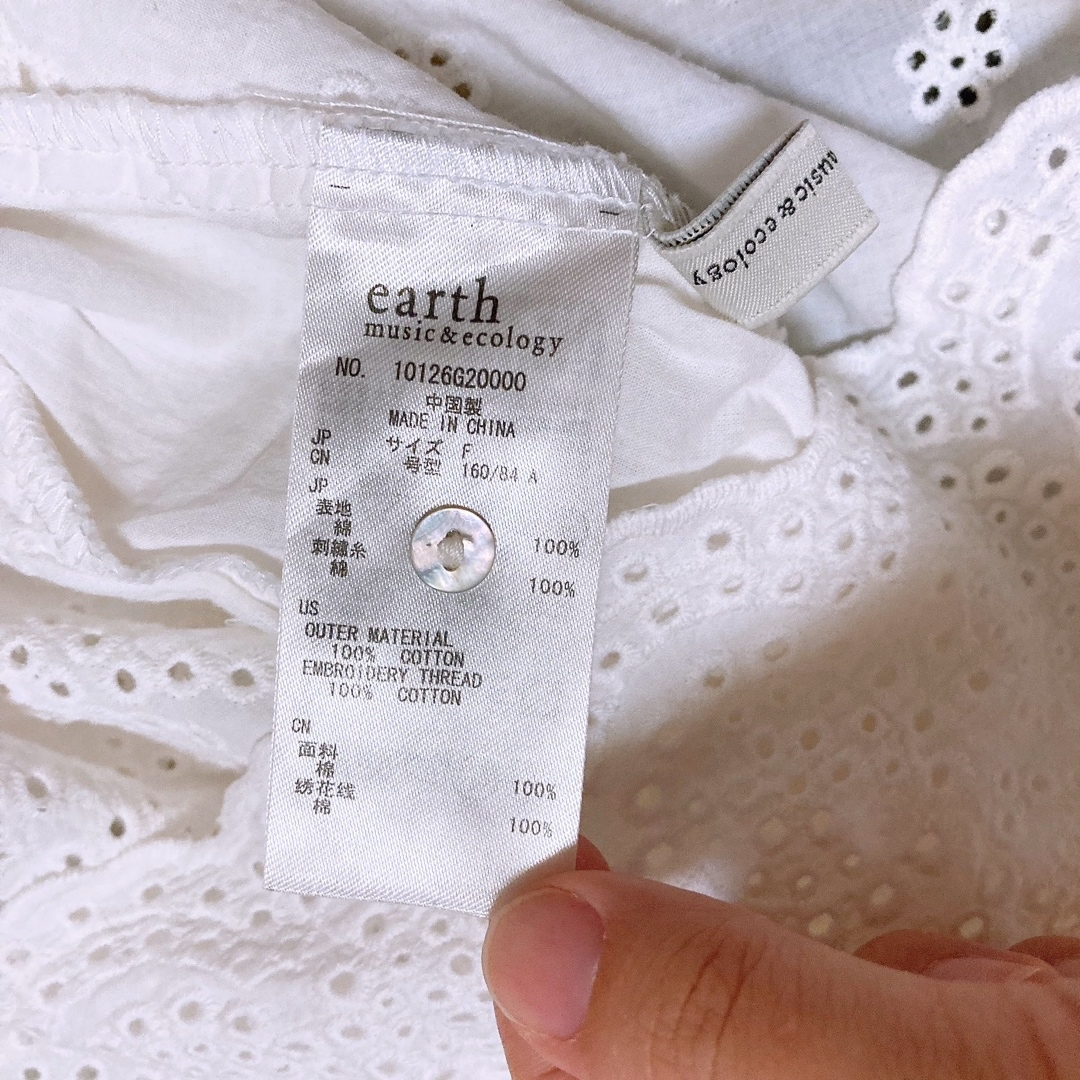 earth
music&ecology
NO. 10126G20000
中国製
MADE IN CHINA
JP サイズ F
CN 号型 160/84 A
JP
表地
綿 100%
刺繍糸
綿 100%
US
OUTER MATERIAL
100% COTTON
EMBROIDERY THREAD
100% COTTON
CN
面料
棉 100%
绣花线
棉 100%
music&ecology